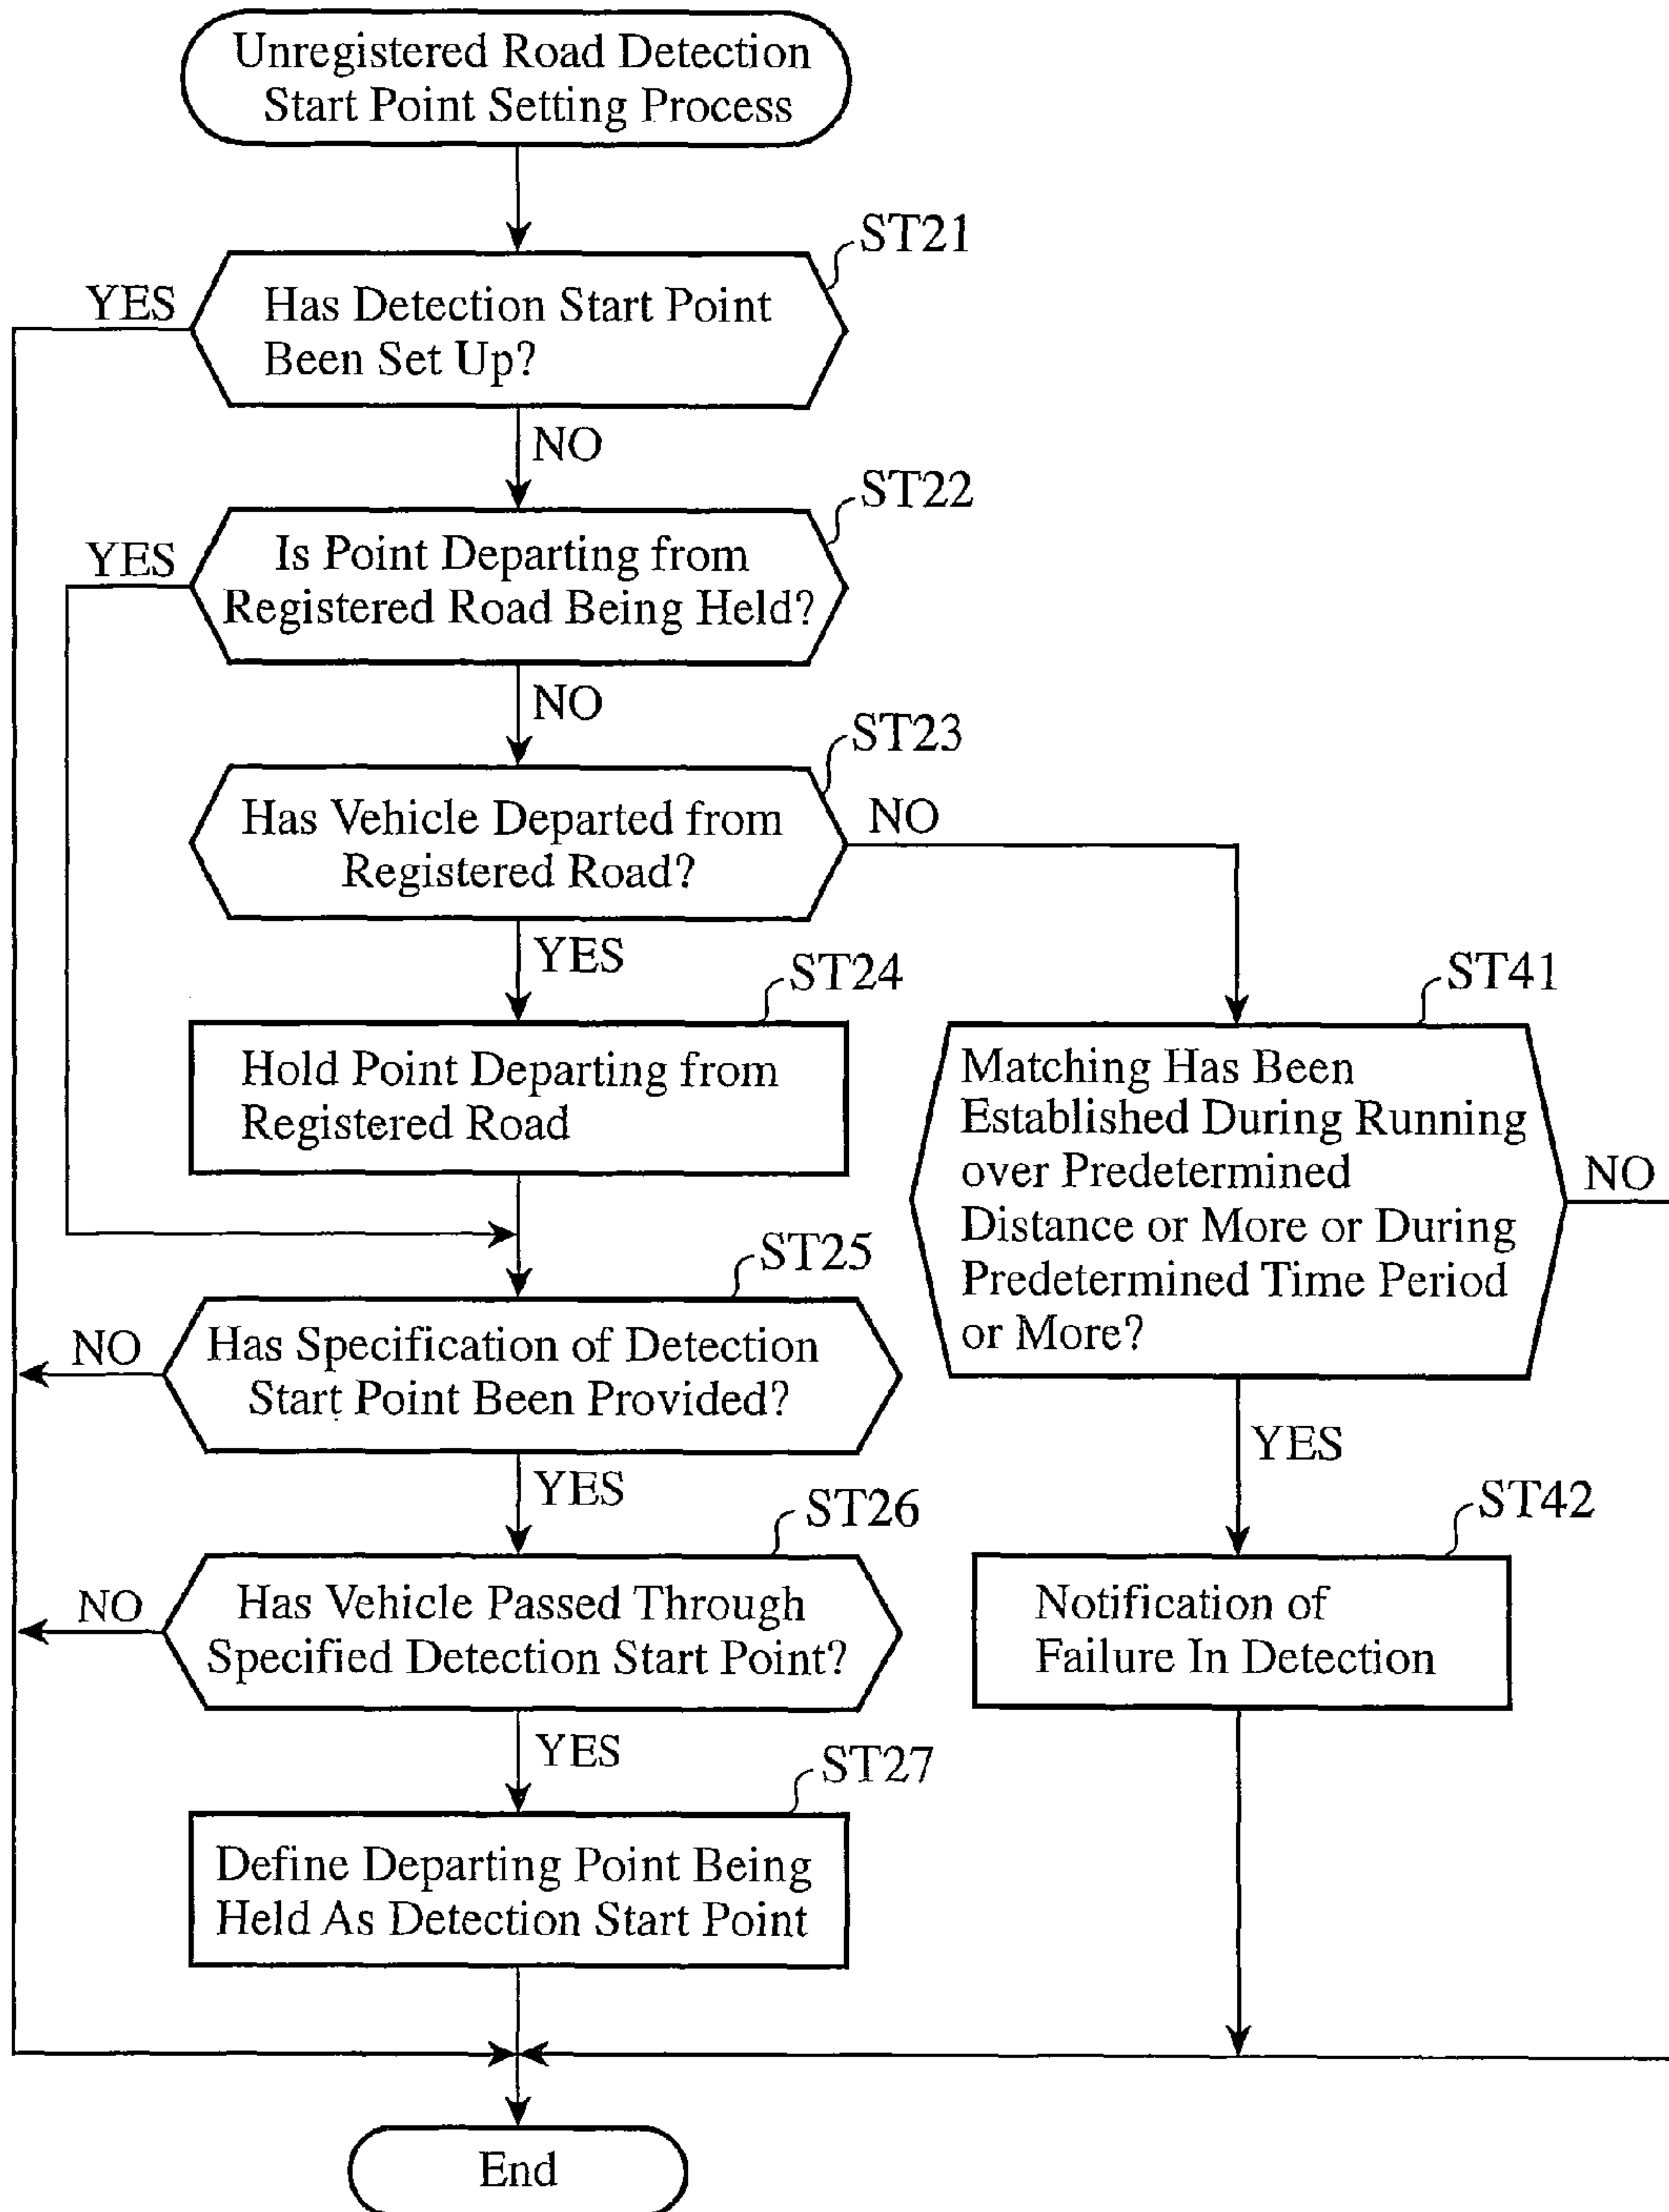 Unregistered Road Detection
Start Point Setting Process
ST21
YES
Has Detection Start Point
Been Set Up?
NO
ST22
YES
Is Point Departing from
Registered Road Being Held?
NO
ST23
Has Vehicle Departed from
Registered Road?
NO
YES
ST24
Hold Point Departing from
Registered Road
ST41
Matching Has Been
Established During Running
over Predetermined
Distance or More or During
Predetermined Time Period
or More?
NO
YES
ST25
NO
Has Specification of Detection
Start Point Been Provided?
YES
ST26
NO
Has Vehicle Passed Through
Specified Detection Start Point?
YES
ST42
Notification of
Failure In Detection
ST27
Define Departing Point Being
Held As Detection Start Point
End